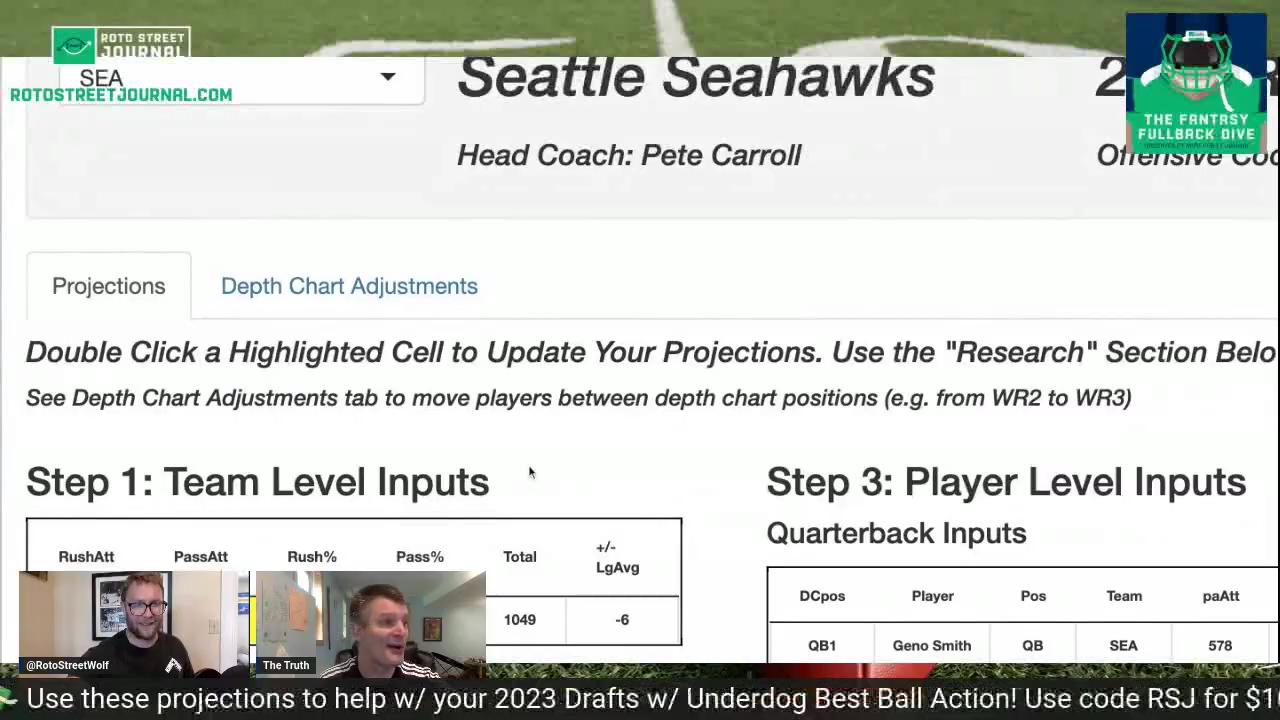 ROTO STREET
JOURNAL
SEA
ROTOSTREETJOURNAL.COM
Seattle Seahawks
2
Head Coach: Pete Carroll
Offensive Coo
THE FANTASY
FULLBACK DIVE
Projections
Depth Chart Adjustments
Double Click a Highlighted Cell to Update Your Projections. Use the "Research" Section Belo
See Depth Chart Adjustments tab to move players between depth chart positions (e.g. from WR2 to WR3)
Step 1: Team Level Inputs
RushAtt PassAtt Rush% Pass% Total +/- LgAvg
1049 -6
Step 3: Player Level Inputs
Quarterback Inputs
DCpos Player Pos Team paAtt
QB1 Geno Smith QB SEA 578
@RotoStreetWolf
The Truth
Use these projections to help w/ your 2023 Drafts w/ Underdog Best Ball Action! Use code RSJ for $1